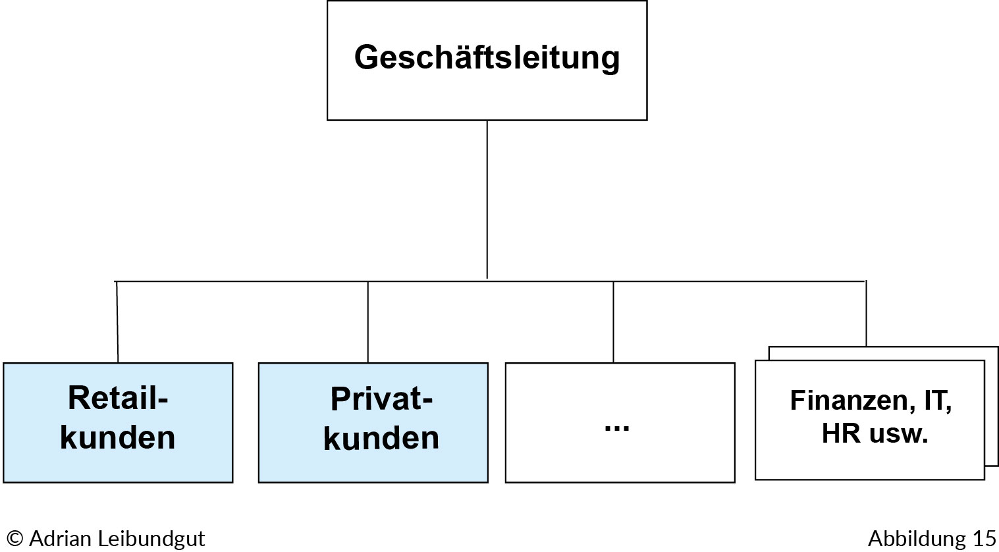 Geschäftsleitung
Retail-
kunden
Privat-
kunden
...
Finanzen, IT,
HR usw.
© Adrian Leibundgut
Abbildung 15